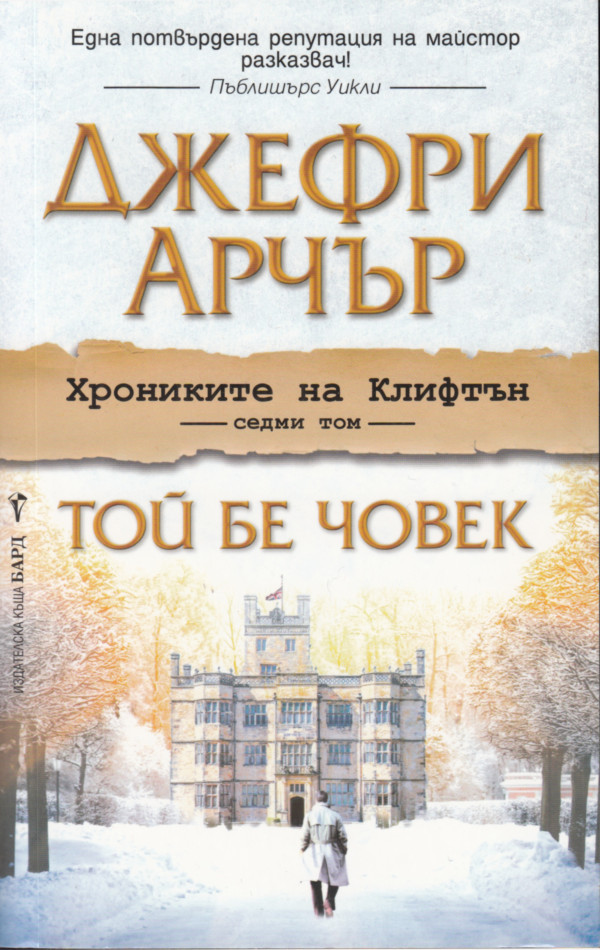 Една потвърдена репутация на майстор
разказвач!
Пъблишърс Уикли
ДЖЕФРИ
АРЧЪР
Хрониките на Клифтън
седми том
ТОЙ БЕ ЧОВЕК
ИЗДАТЕЛСКА КЪЩА БАРД